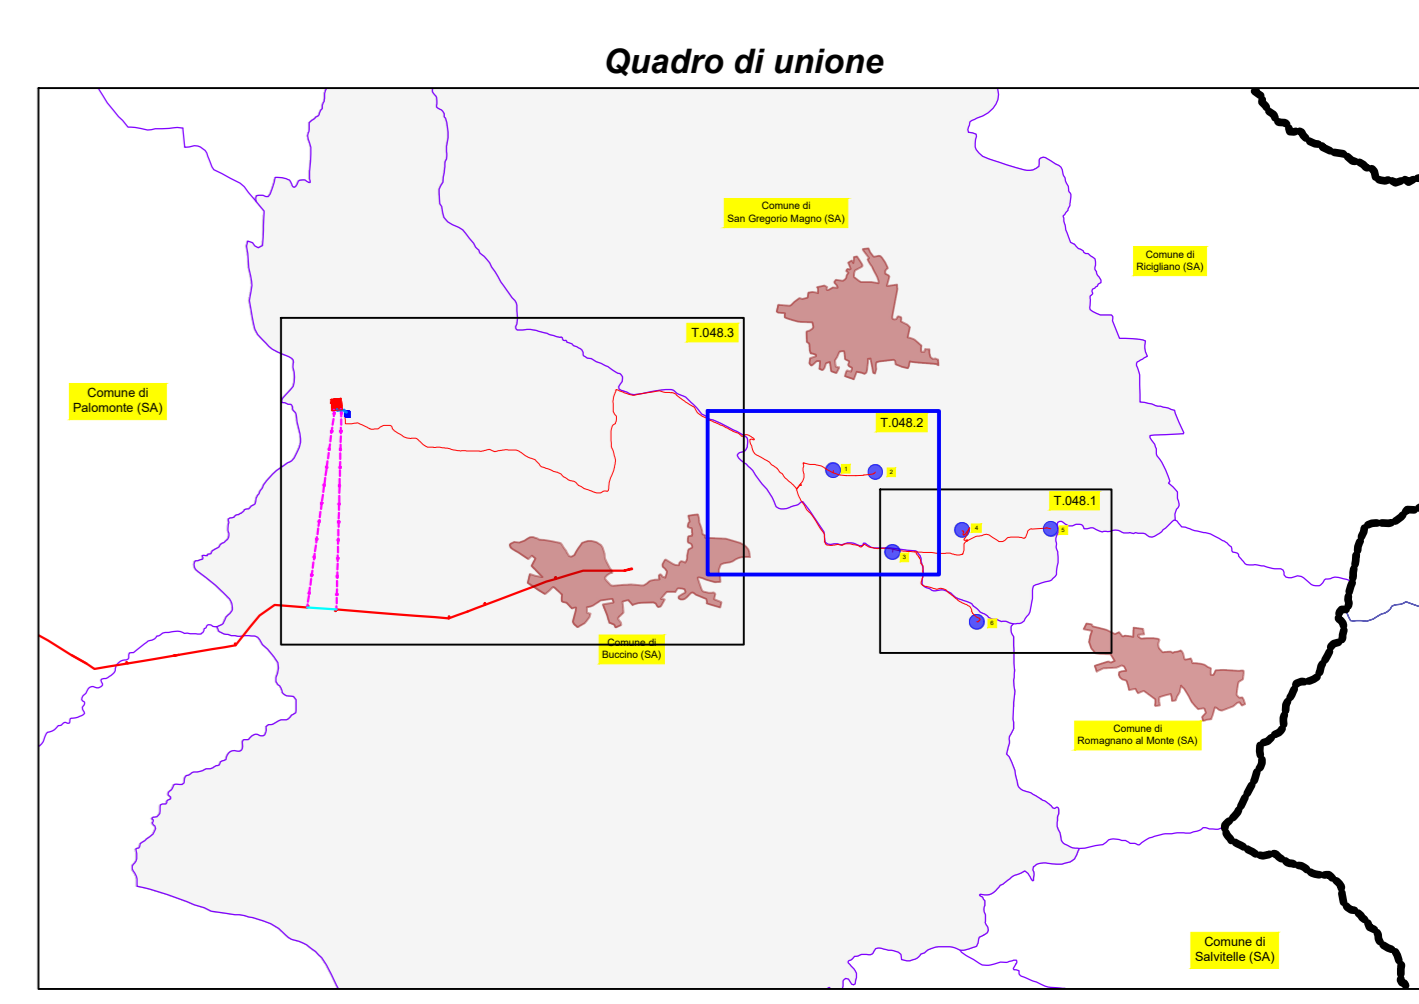 Quadro di unione
Comune di
San Gregorio Magno (SA)
Comune di
Ricigliano (SA)
T.048.3
Comune di
Palomonte (SA)
T.048.2
1
2
T.048.1
4
5
3
6
Comune di
Buccino (SA)
Comune di
Romagnano al Monte (SA)
Comune di
Salvitelle (SA)